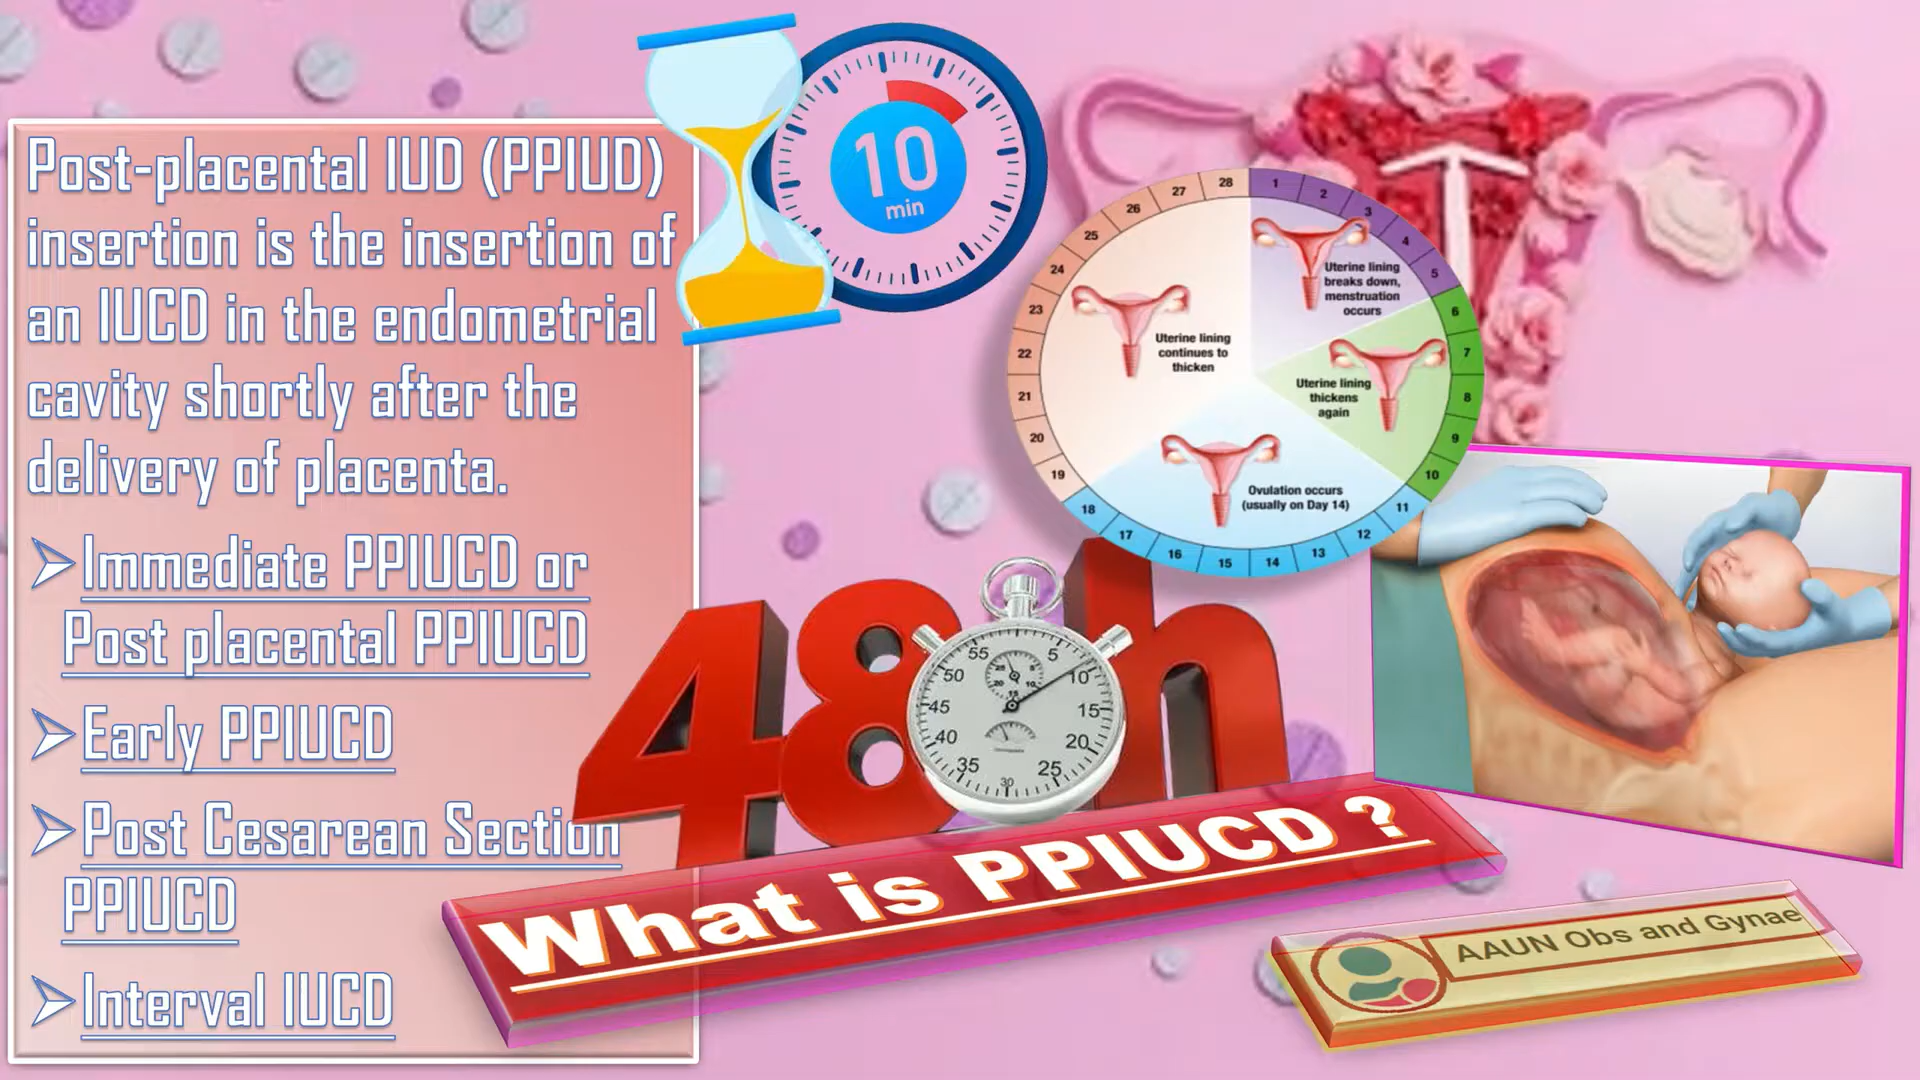 Post-placental IUD (PPIUD)
insertion is the insertion of
an IUCD in the endometrial
cavity shortly after the
delivery of placenta.
Immediate PPIUCD or
Post placental PPIUCD
Early PPIUCD
Post Cesarean Section
PPIUCD
Interval IUCD
10
min
28
1
2
3
4
5
6
7
8
9
10
11
12
13
14
15
16
17
18
19
20
21
22
23
24
25
26
27
Uterine lining
breaks down,
menstruation
occurs
Uterine lining
thickens
again
Ovulation occurs
(usually on Day 14)
Uterine lining
continues to
thicken
48h
55
5
50
10
45
15
40
20
35
25
30
What is PPIUCD ?
AAUN Obs and Gynae